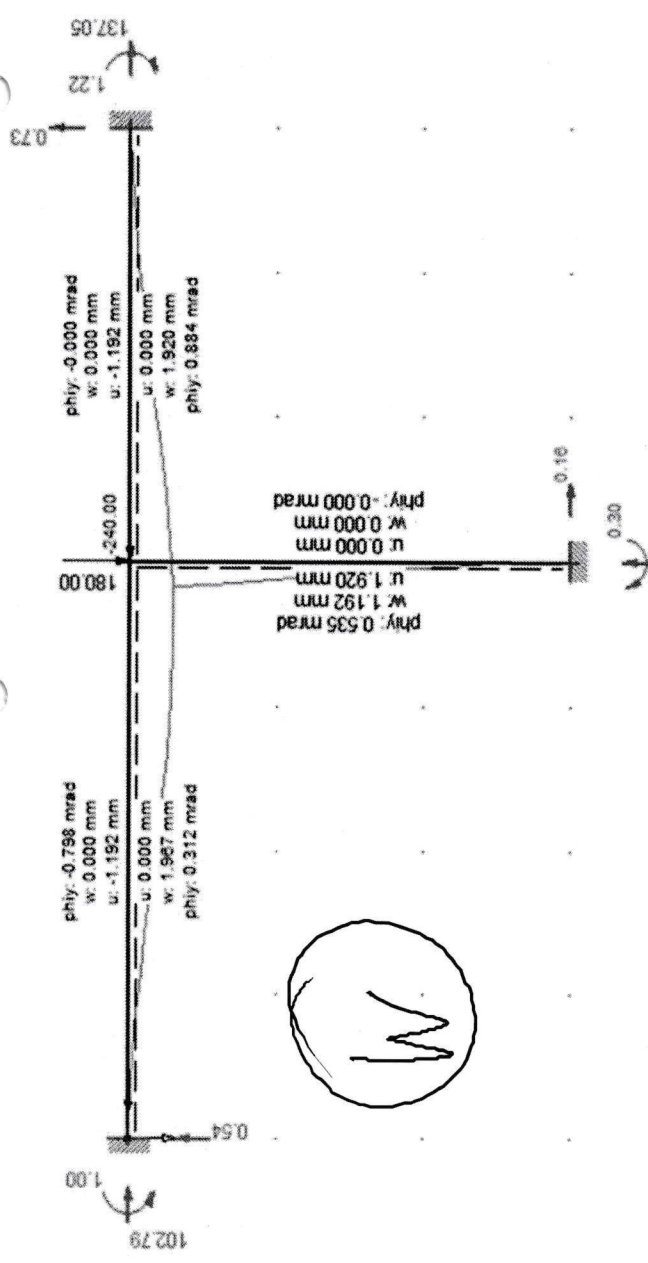 137.05
1.22
0.73
phiy: -0.000 mrad
w: 0.000 mm
u: -1.192 mm
u: 0.000 mm
w: 1.920 mm
phiy: 0.884 mrad
-240.00
180.00
phiy: -0.000 mrad
w: 0.000 mm
u: 0.000 mm
u: 1.920 mm
w: 1.192 mm
phiy: 0.535 mrad
0.16
0.30
phiy: -0.798 mrad
w: 0.000 mm
u: -1.192 mm
u: 0.000 mm
w: 1.967 mm
phiy: 0.312 mrad
0.54
1.00
102.79